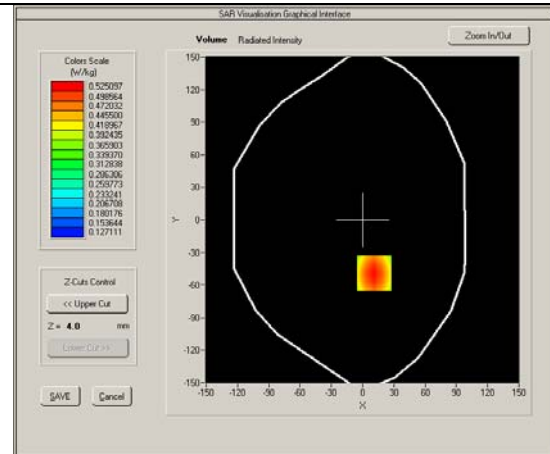 SAR Visualisation Graphical Interface
Volume Radiated Intensity
Zoom In/Out
Colors Scale
(W/kg)
0.525097
0.498564
0.472032
0.445500
0.418967
0.392435
0.365903
0.339370
0.312838
0.286306
0.259773
0.233241
0.206708
0.180176
0.153644
0.127111
Z-Cuts Control
<< Upper Cut
Z = 4.0 mm
Lower Cut >>
SAVE
Cancel
150
120
90
60
30
0
-30
-60
-90
-120
-150
Y
-150 -120 -90 -60 -30 0 30 60 90 120 150
X